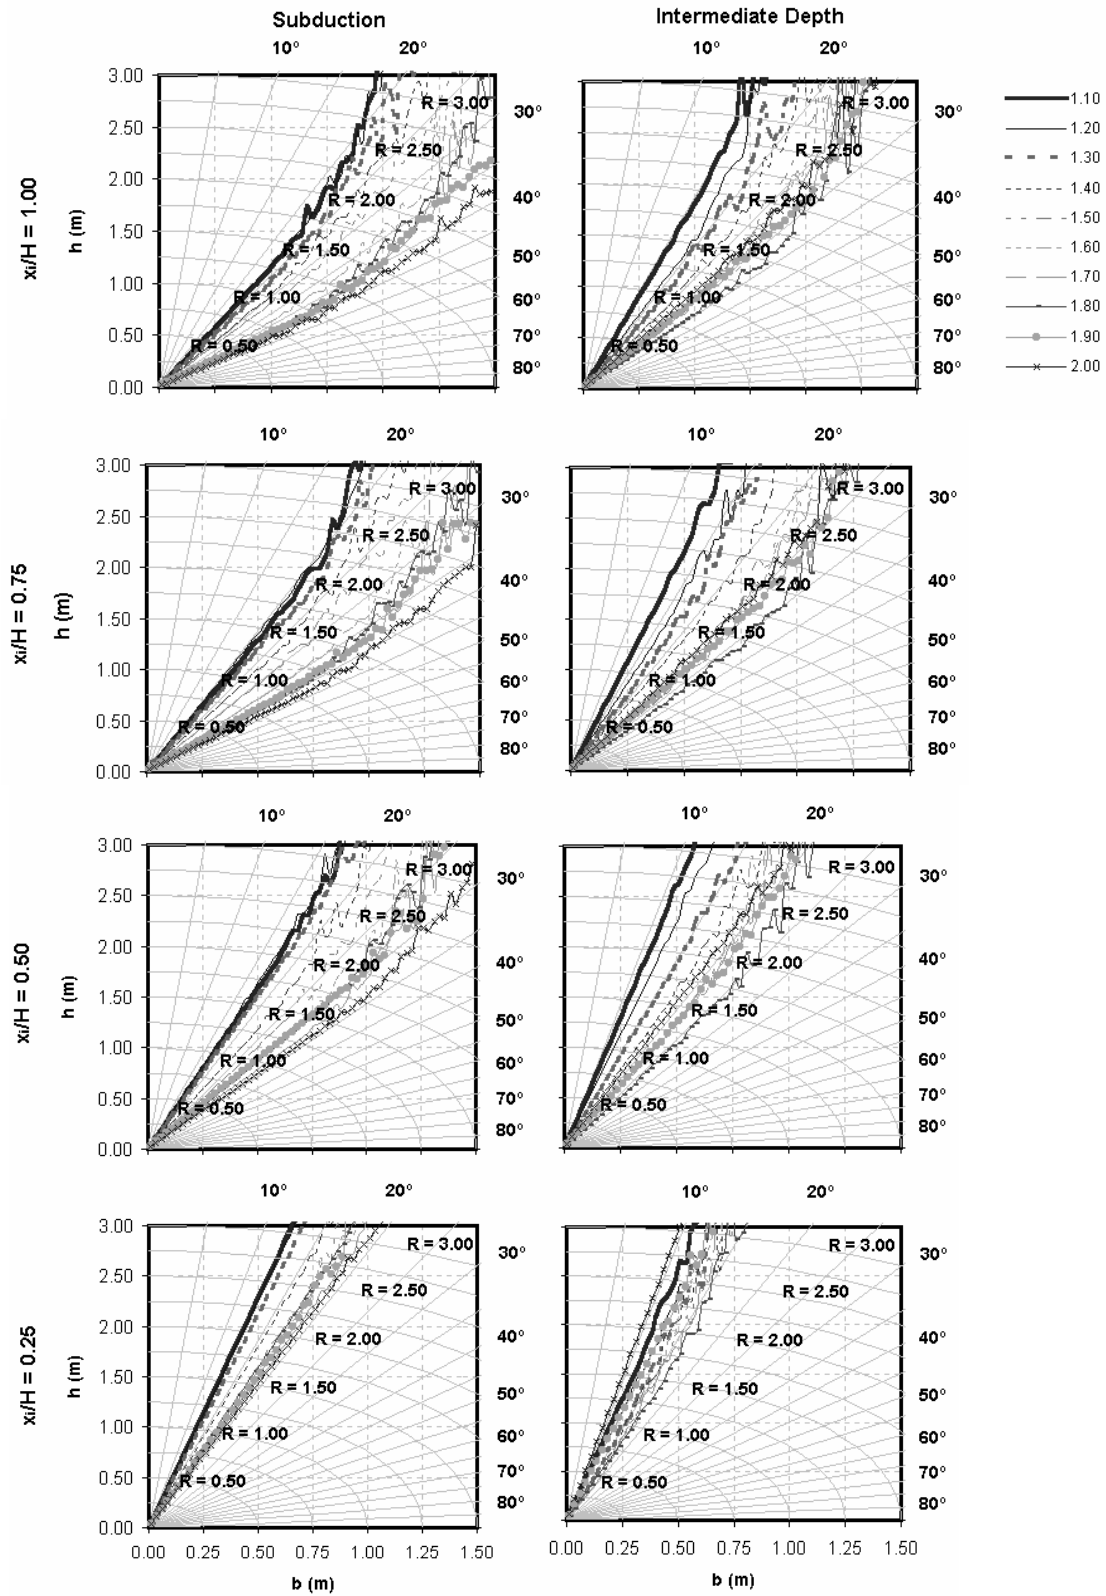 Subduction
Intermediate Depth
10° 20°
10° 20°
xi/H = 1.00
h (m)
3.00
2.50
2.00
1.50
1.00
0.50
0.00
R = 3.00
R = 2.50
R = 2.00
R = 1.50
R = 1.00
R = 0.50
30°
40°
50°
60°
70°
80°
R = 3.00
R = 2.50
R = 2.00
R = 1.50
R = 1.00
R = 0.50
30°
40°
50°
60°
70°
80°
1.10
1.20
1.30
1.40
1.50
1.60
1.70
1.80
1.90
2.00
10° 20°
10° 20°
xi/H = 0.75
h (m)
3.00
2.50
2.00
1.50
1.00
0.50
0.00
R = 3.00
R = 2.50
R = 2.00
R = 1.50
R = 1.00
R = 0.50
30°
40°
50°
60°
70°
80°
R = 3.00
R = 2.50
R = 2.00
R = 1.50
R = 1.00
R = 0.50
30°
40°
50°
60°
70°
80°
10° 20°
10° 20°
xi/H = 0.50
h (m)
3.00
2.50
2.00
1.50
1.00
0.50
0.00
R = 3.00
R = 2.50
R = 2.00
R = 1.50
R = 1.00
R = 0.50
30°
40°
50°
60°
70°
80°
R = 3.00
R = 2.50
R = 2.00
R = 1.50
R = 1.00
R = 0.50
30°
40°
50°
60°
70°
80°
10° 20°
10° 20°
xi/H = 0.25
h (m)
3.00
2.50
2.00
1.50
1.00
0.50
0.00
R = 3.00
R = 2.50
R = 2.00
R = 1.50
R = 1.00
R = 0.50
30°
40°
50°
60°
70°
80°
R = 3.00
R = 2.50
R = 2.00
R = 1.50
R = 1.00
R = 0.50
30°
40°
50°
60°
70°
80°
0.00 0.25 0.50 0.75 1.00 1.25 1.50
b (m)
0.00 0.25 0.50 0.75 1.00 1.25 1.50
b (m)